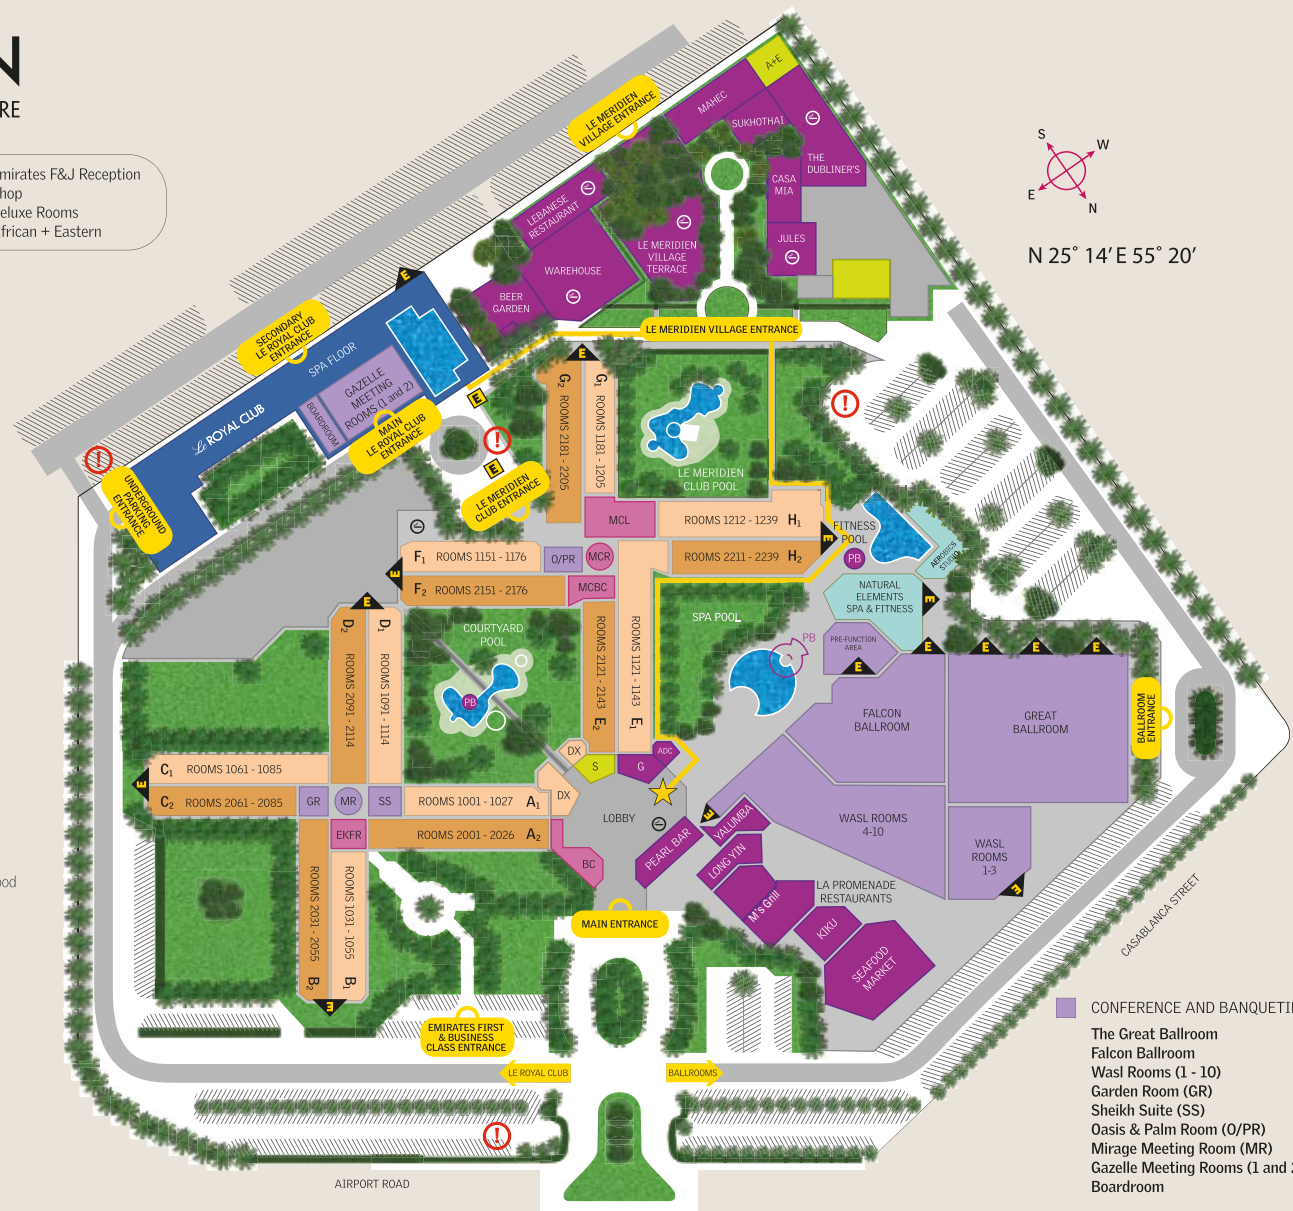 N
RE
mirates F&J Reception
hop
eluxe Rooms
frican + Eastern
ood
LE MERIDIEN
VILLAGE ENTRANCE
MAHEC
A+E
SUKHOTHAI
THE
DUBLINER'S
CASA
MIA
JULES
LEBANESE
RESTAURANT
LE MERIDIEN
VILLAGE
TERRACE
WAREHOUSE
BEER
GARDEN
S
W
E
N
N 25° 14' E 55° 20'
E
SECONDARY
LE ROYAL CLUB
ENTRANCE
SPA FLOOR
GAZELLE
MEETING
ROOMS (1 and 2)
BOARDROOM
Le ROYAL CLUB
MAIN
LE ROYAL CLUB
ENTRANCE
UNDERGROUND
PARKING
ENTRANCE
LE MERIDIEN VILLAGE ENTRANCE
E
E
E
!
!
!
LE MERIDIEN
CLUB ENTRANCE
G2 ROOMS 2181 - 2205
G1 ROOMS 1181 - 1205
LE MERIDIEN
CLUB POOL
MCL
ROOMS 1212 - 1239 H1
ROOMS 2211 - 2239 H2
E
FITNESS
POOL
PB
AEROBICS
STUDIO
F1 ROOMS 1151 - 1176
O/PR
MCR
F2 ROOMS 2151 - 2176
MCBC
E
E
NATURAL
ELEMENTS
SPA & FITNESS
E
SPA POOL
PB
PRE-FUNCTION
AREA
E
E
E
E
E
COURTYARD
POOL
PB
D2 ROOMS 2091 - 2114
D1 ROOMS 1091 - 1114
ROOMS 2121 - 2143 E2
ROOMS 1121 - 1143 E1
FALCON
BALLROOM
GREAT
BALLROOM
BALLROOM
ENTRANCE
DX
S
G
ADC
C1 ROOMS 1061 - 1085
E
C2 ROOMS 2061 - 2085
GR
MR
SS
ROOMS 1001 - 1027 A1
DX
EKFR
ROOMS 2001 - 2026 A2
LOBBY
BC
E
YALUMBA
PEARL BAR
LONG YIN
M's Grill
LA PROMENADE
RESTAURANTS
KIKU
SEAFOOD
MARKET
WASL ROOMS
4-10
WASL
ROOMS
1-3
E
ROOMS 2031 - 2055 B2
ROOMS 1031 - 1055 B1
E
MAIN ENTRANCE
EMIRATES FIRST
& BUSINESS
CLASS ENTRANCE
LE ROYAL CLUB
BALLROOMS
!
AIRPORT ROAD
CASABLANCA STREET
CONFERENCE AND BANQUETI
The Great Ballroom
Falcon Ballroom
Wasl Rooms (1 - 10)
Garden Room (GR)
Sheikh Suite (SS)
Oasis & Palm Room (O/PR)
Mirage Meeting Room (MR)
Gazelle Meeting Rooms (1 and 2
Boardroom